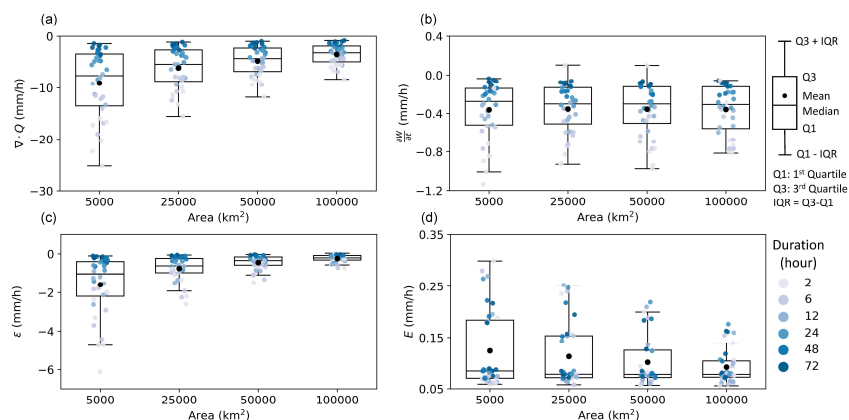 (a)
0
−10
−20
−30
∇· Q (mm/h)
5000 25000 50000 100000
Area (km²)
(b)
0.4
0.0
−0.4
−0.8
−1.2
∂W/∂t (mm/h)
5000 25000 50000 100000
Area (km²)
Q3 + IQR
Q3
Mean
Median
Q1
Q1 - IQR
Q1: 1st Quartile
Q3: 3rd Quartile
IQR = Q3-Q1
(c)
0
−2
−4
−6
ε (mm/h)
5000 25000 50000 100000
Area (km²)
(d)
0.35
0.25
0.15
0.05
E (mm/h)
5000 25000 50000 100000
Area (km²)
Duration
(hour)
2
6
12
24
48
72